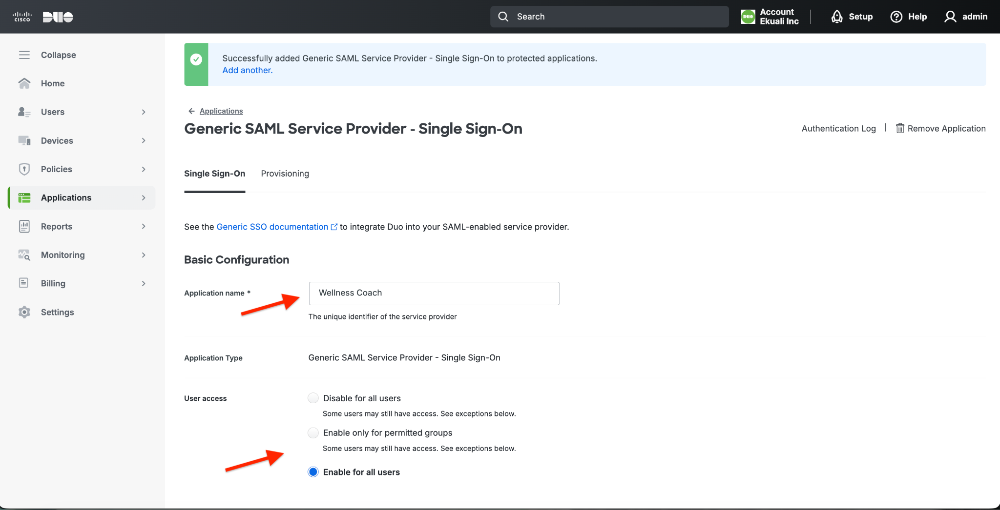 CISCO DUO
Search
DUO
Account
Ekuali Inc
Setup
Help
admin
Collapse
Home
Users
Devices
Policies
Applications
Reports
Monitoring
Billing
Settings
Successfully added Generic SAML Service Provider - Single Sign-On to protected applications.
Add another.
Applications
Generic SAML Service Provider - Single Sign-On
Authentication Log
Remove Application
Single Sign-On
Provisioning
See the Generic SSO documentation to integrate Duo into your SAML-enabled service provider.
Basic Configuration
Application name *
Wellness Coach
The unique identifier of the service provider
Application Type
Generic SAML Service Provider - Single Sign-On
User access
Disable for all users
Some users may still have access. See exceptions below.
Enable only for permitted groups
Some users may still have access. See exceptions below.
Enable for all users